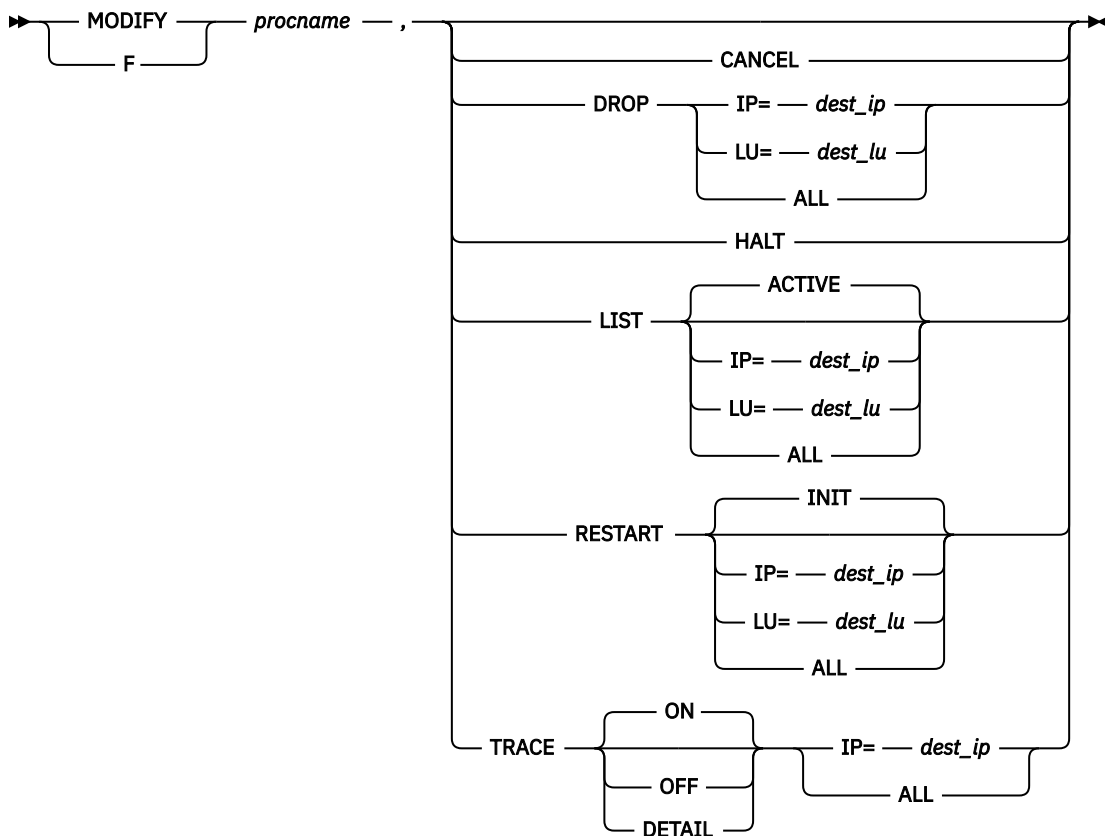 MODIFY procname ,
F
CANCEL
DROP IP= dest_ip
LU= dest_lu
ALL
HALT
ACTIVE
LIST
IP= dest_ip
LU= dest_lu
ALL
INIT
RESTART
IP= dest_ip
LU= dest_lu
ALL
ON
TRACE IP= dest_ip
OFF ALL
DETAIL